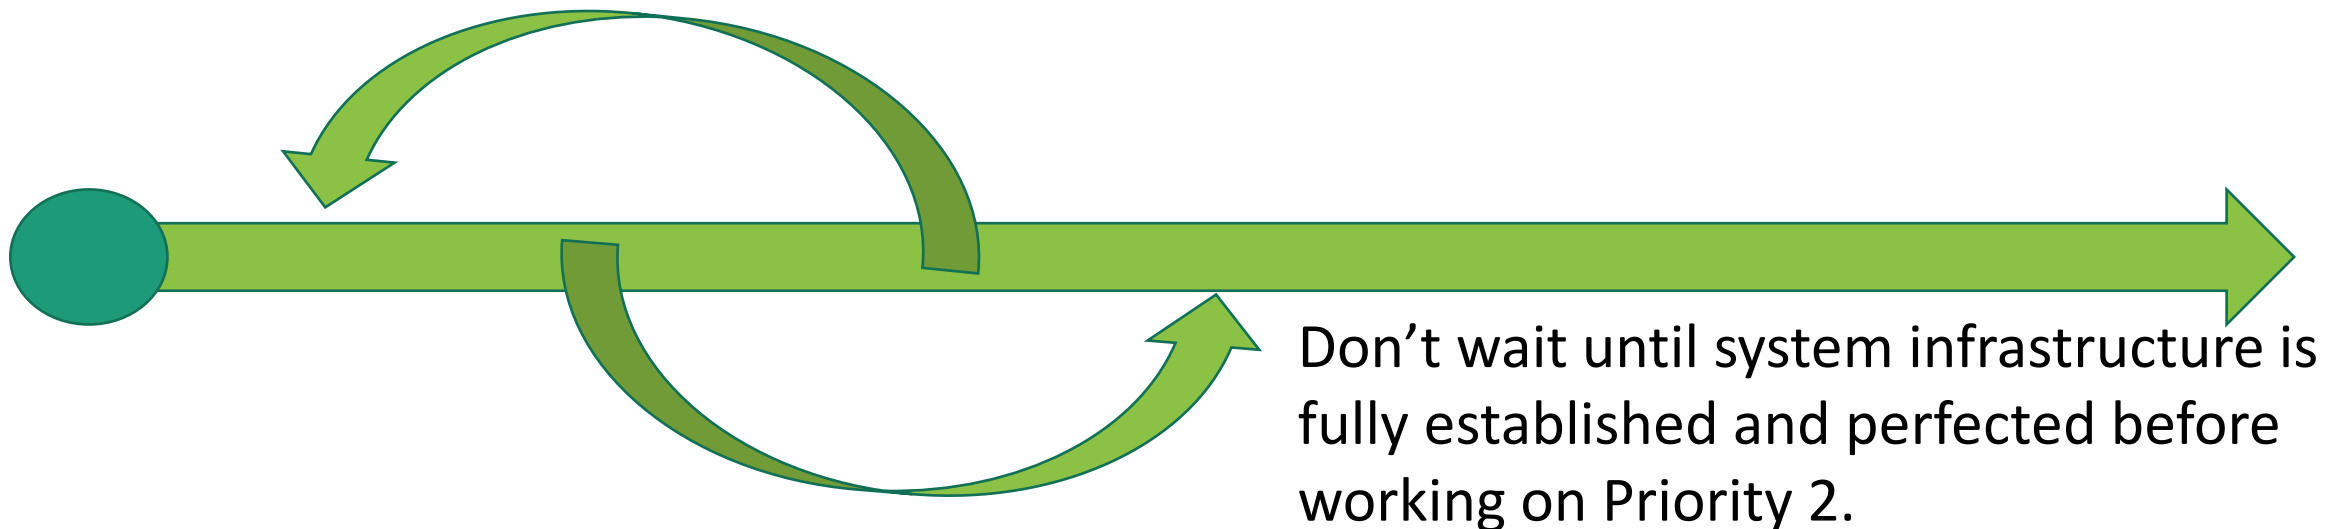 Don’t wait until system infrastructure is
fully established and perfected before
working on Priority 2.